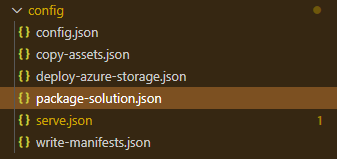 config
config.json
copy-assets.json
deploy-azure-storage.json
package-solution.json
serve.json 1
write-manifests.json